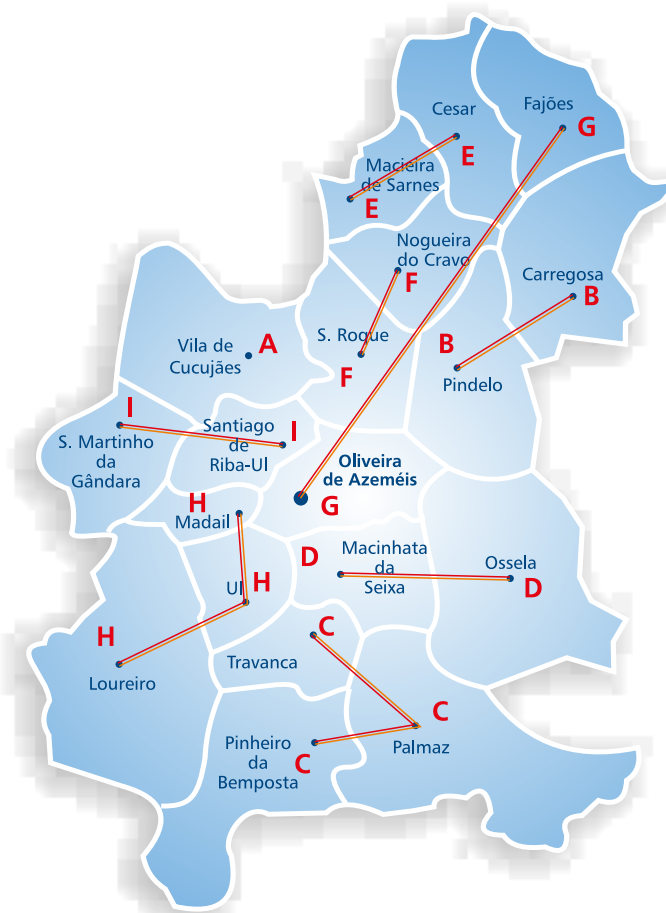 Cesar
E
Fajões
G
Macieira
de Sarnes
E
Nogueira
do Cravo
F
Carregosa
B
S. Roque
F
B
Pindelo
Vila de
Cucujães
A
I
S. Martinho
da
Gândara
Santiago
de
Riba-Ul
I
Oliveira
de Azeméis
G
H
Madail
Ul
H
D
Macinhata
da
Seixa
Ossela
D
H
Loureiro
C
Travanca
C
Palmaz
Pinheiro
da
Bemposta
C